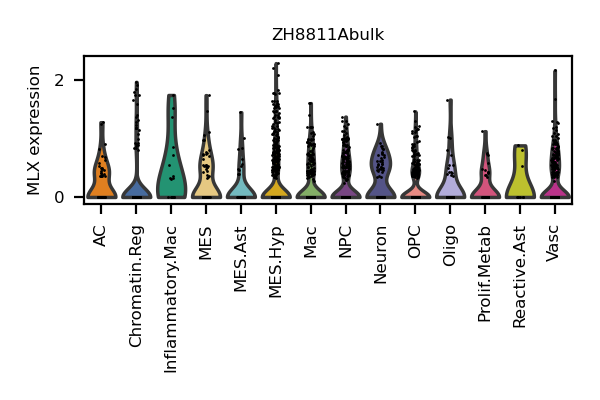 ZH8811Abulk
MLX expression
2
0
AC
Chromatin.Reg
Inflammatory.Mac
MES
MES.Ast
MES.Hyp
Mac
NPC
Neuron
OPC
Oligo
Prolif.Metab
Reactive.Ast
Vasc